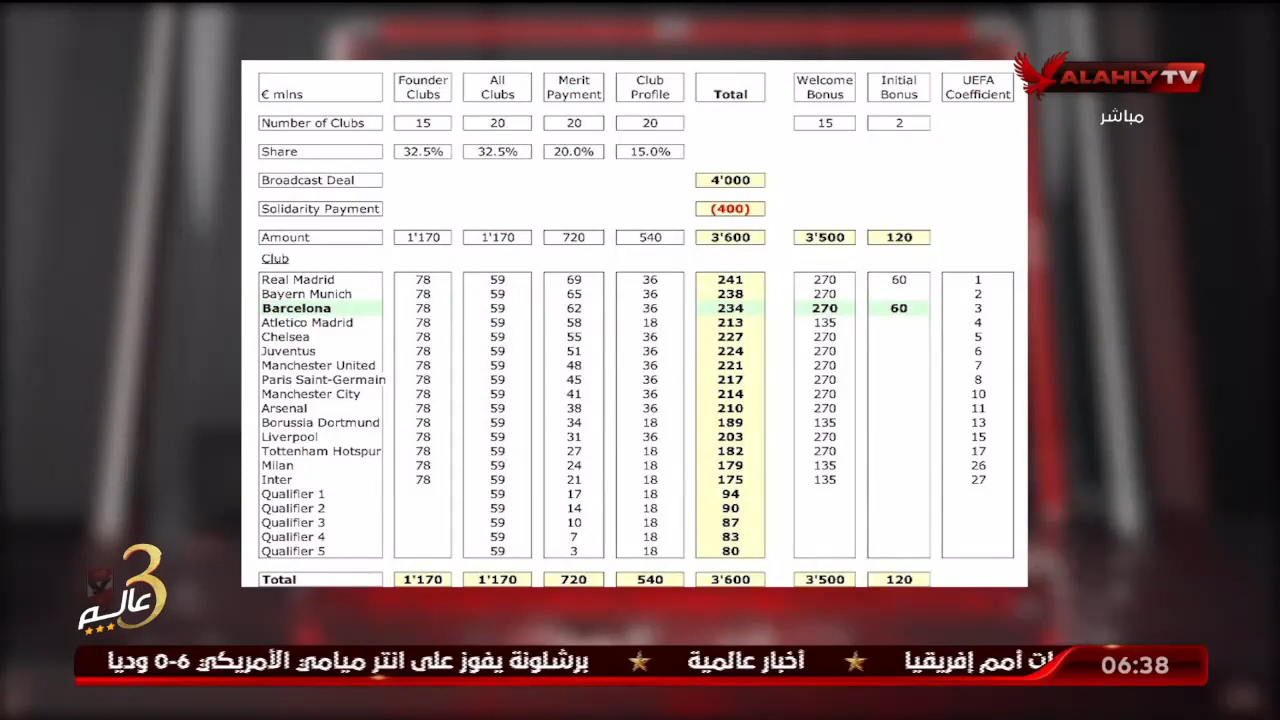 € mlns Founder Clubs All Clubs Merit Payment Club Profile Total Welcome Bonus Initial Bonus UEFA Coefficient
Number of Clubs 15 20 20 20 15 2
Share 32.5% 32.5% 20.0% 15.0%
Broadcast Deal 4'000
Solidarity Payment (400)
Amount 1'170 1'170 720 540 3'600 3'500 120
Club
Real Madrid 78 59 69 36 241 270 60 1
Bayern Munich 78 59 65 36 238 270 2
Barcelona 78 59 62 36 234 270 60 3
Atletico Madrid 78 59 58 18 213 135 4
Chelsea 78 59 55 36 227 270 5
Juventus 78 59 51 36 224 270 6
Manchester United 78 59 48 36 221 270 7
Paris Saint-Germain 78 59 45 36 217 270 8
Manchester City 78 59 41 36 214 270 10
Arsenal 78 59 38 36 210 270 11
Borussia Dortmund 78 59 34 18 189 135 13
Liverpool 78 59 31 36 203 270 15
Tottenham Hotspur 78 59 27 18 182 270 17
Milan 78 59 24 18 179 135 26
Inter 78 59 21 18 175 135 27
Qualifier 1 59 17 18 94
Qualifier 2 59 14 18 90
Qualifier 3 59 10 18 87
Qualifier 4 59 7 18 83
Qualifier 5 59 3 18 80
Total 1'170 1'170 720 540 3'600 3'500 120
ALAHLY TV
مباشر
3 عالم
ات أمم إفريقيا ★ أخبار عالمية ★ برشلونة يفوز على انتر ميامي الأمريكي 6-0 وديا
06:38